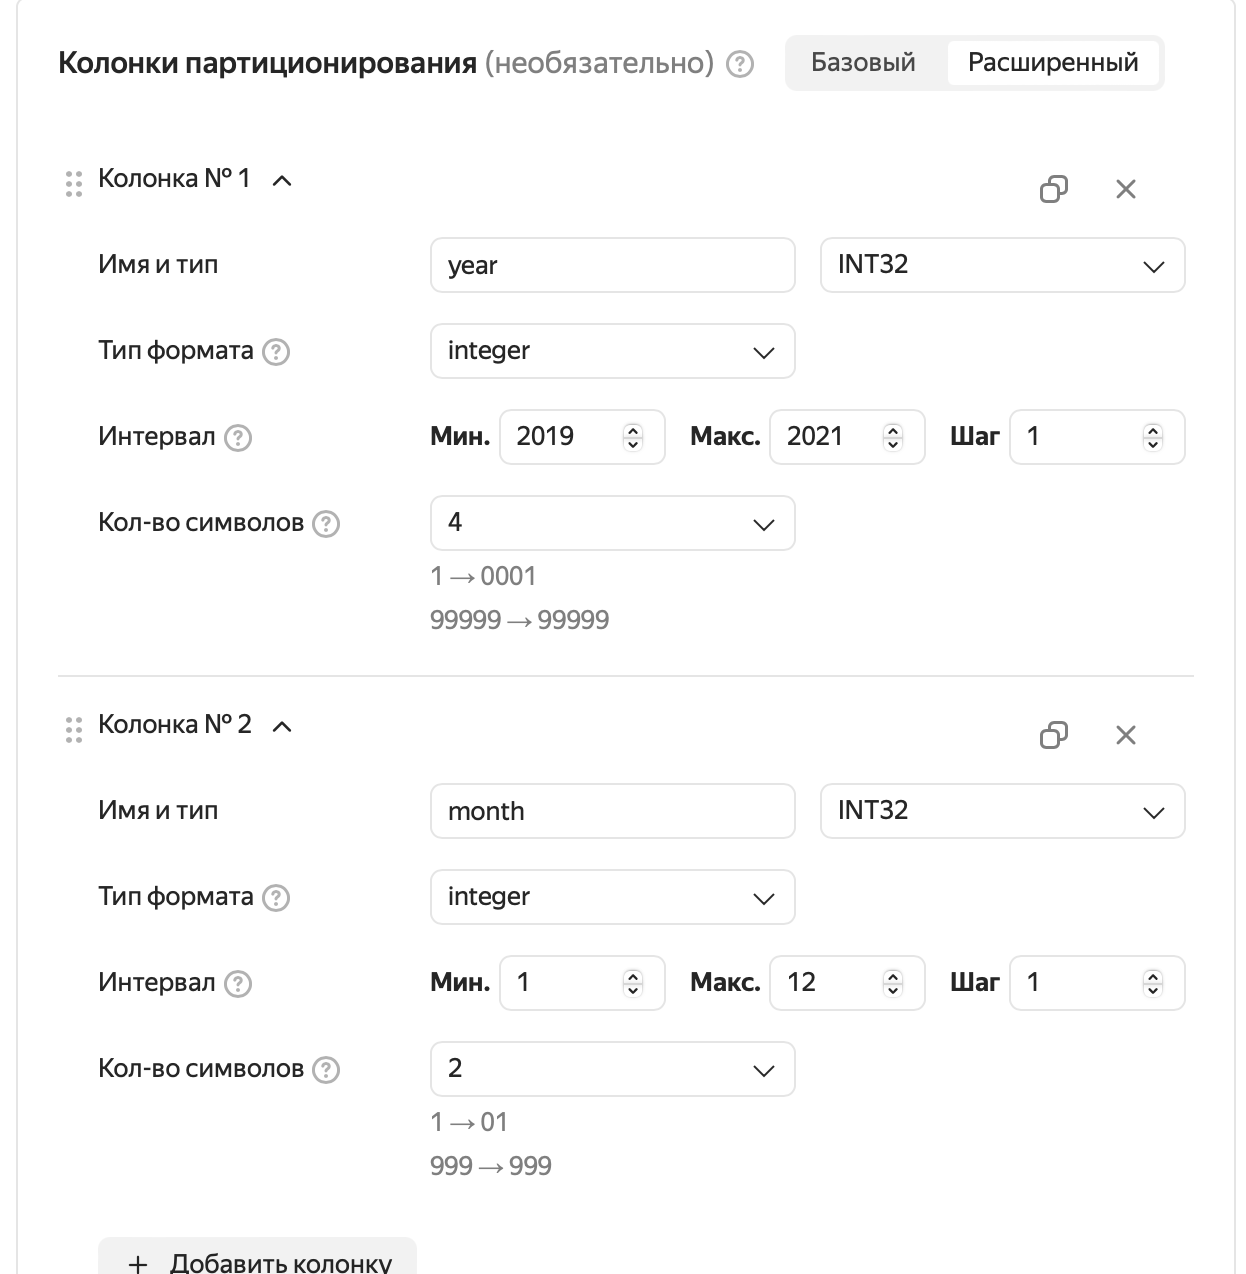 Колонки партиционирования (необязательно) ? Базовый Расширенный
Колонка № 1
Имя и тип year INT32
Тип формата ? integer
Интервал ? Мин. 2019 Макс. 2021 Шаг 1
Кол-во символов ? 4
1 → 0001
99999 → 99999
Колонка № 2
Имя и тип month INT32
Тип формата ? integer
Интервал ? Мин. 1 Макс. 12 Шаг 1
Кол-во символов ? 2
1 → 01
999 → 999
+ Добавить колонку